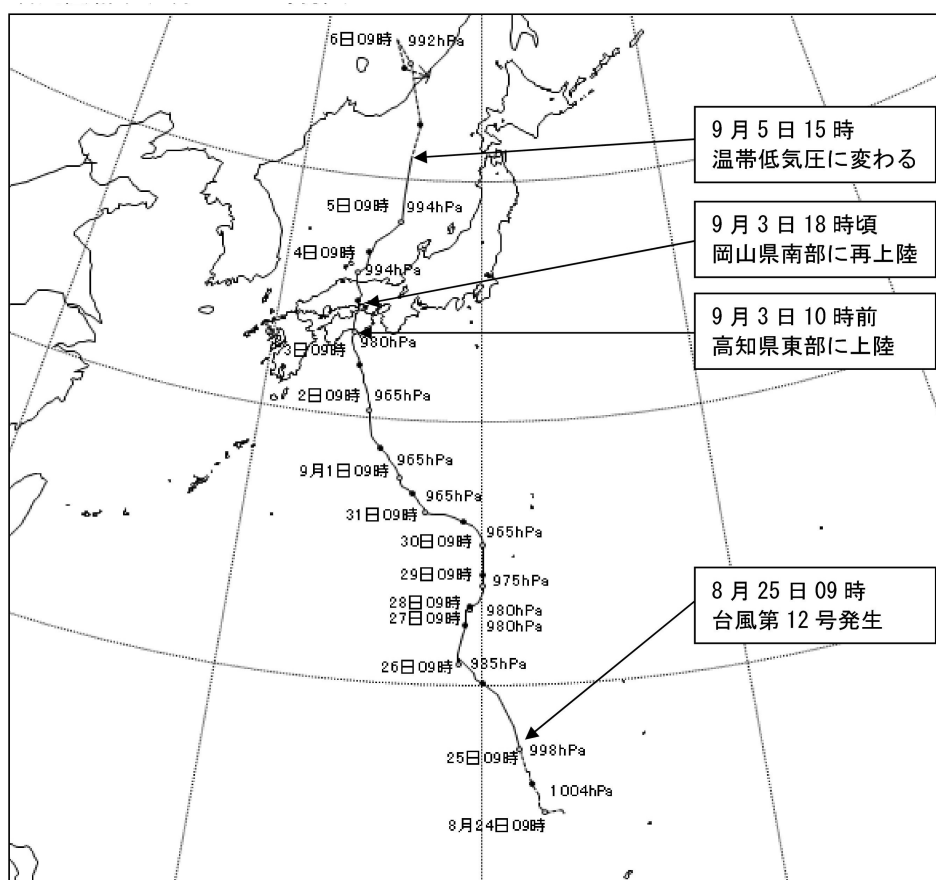 6日09時 992hPa
9月5日15時
温帯低気圧に変わる
5日09時 994hPa
9月3日18時頃
岡山県南部に再上陸
4日09時 994hPa
9月3日10時前
高知県東部に上陸
3日09時 980hPa
2日09時 965hPa
9月1日09時 965hPa
31日09時 965hPa
30日09時 965hPa
29日09時 975hPa
8月25日09時
台風第12号発生
28日09時 980hPa
27日09時 980hPa
26日09時 985hPa
25日09時 998hPa
1004hPa
8月24日09時